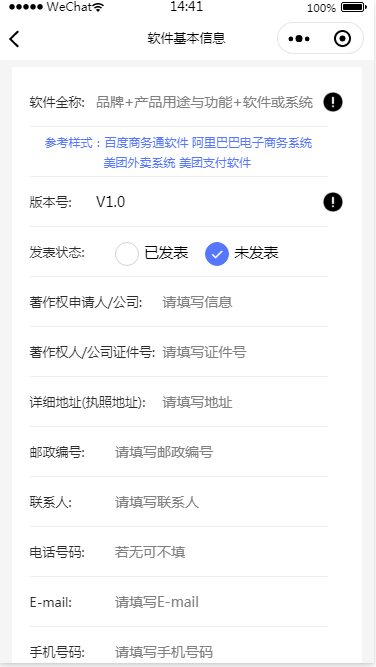 WeChat 14:41 100%
软件基本信息
软件全称: 品牌+产品用途与功能+软件或系统
参考样式：百度商务通软件 阿里巴巴电子商务系统
美团外卖系统 美团支付软件
版本号: V1.0
发表状态: 已发表 未发表
著作权申请人/公司: 请填写信息
著作权人/公司证件号: 请填写证件号
详细地址(执照地址): 请填写地址
邮政编号: 请填写邮政编号
联系人: 请填写联系人
电话号码: 若无可不填
E-mail: 请填写E-mail
手机号码: 请填写手机号码